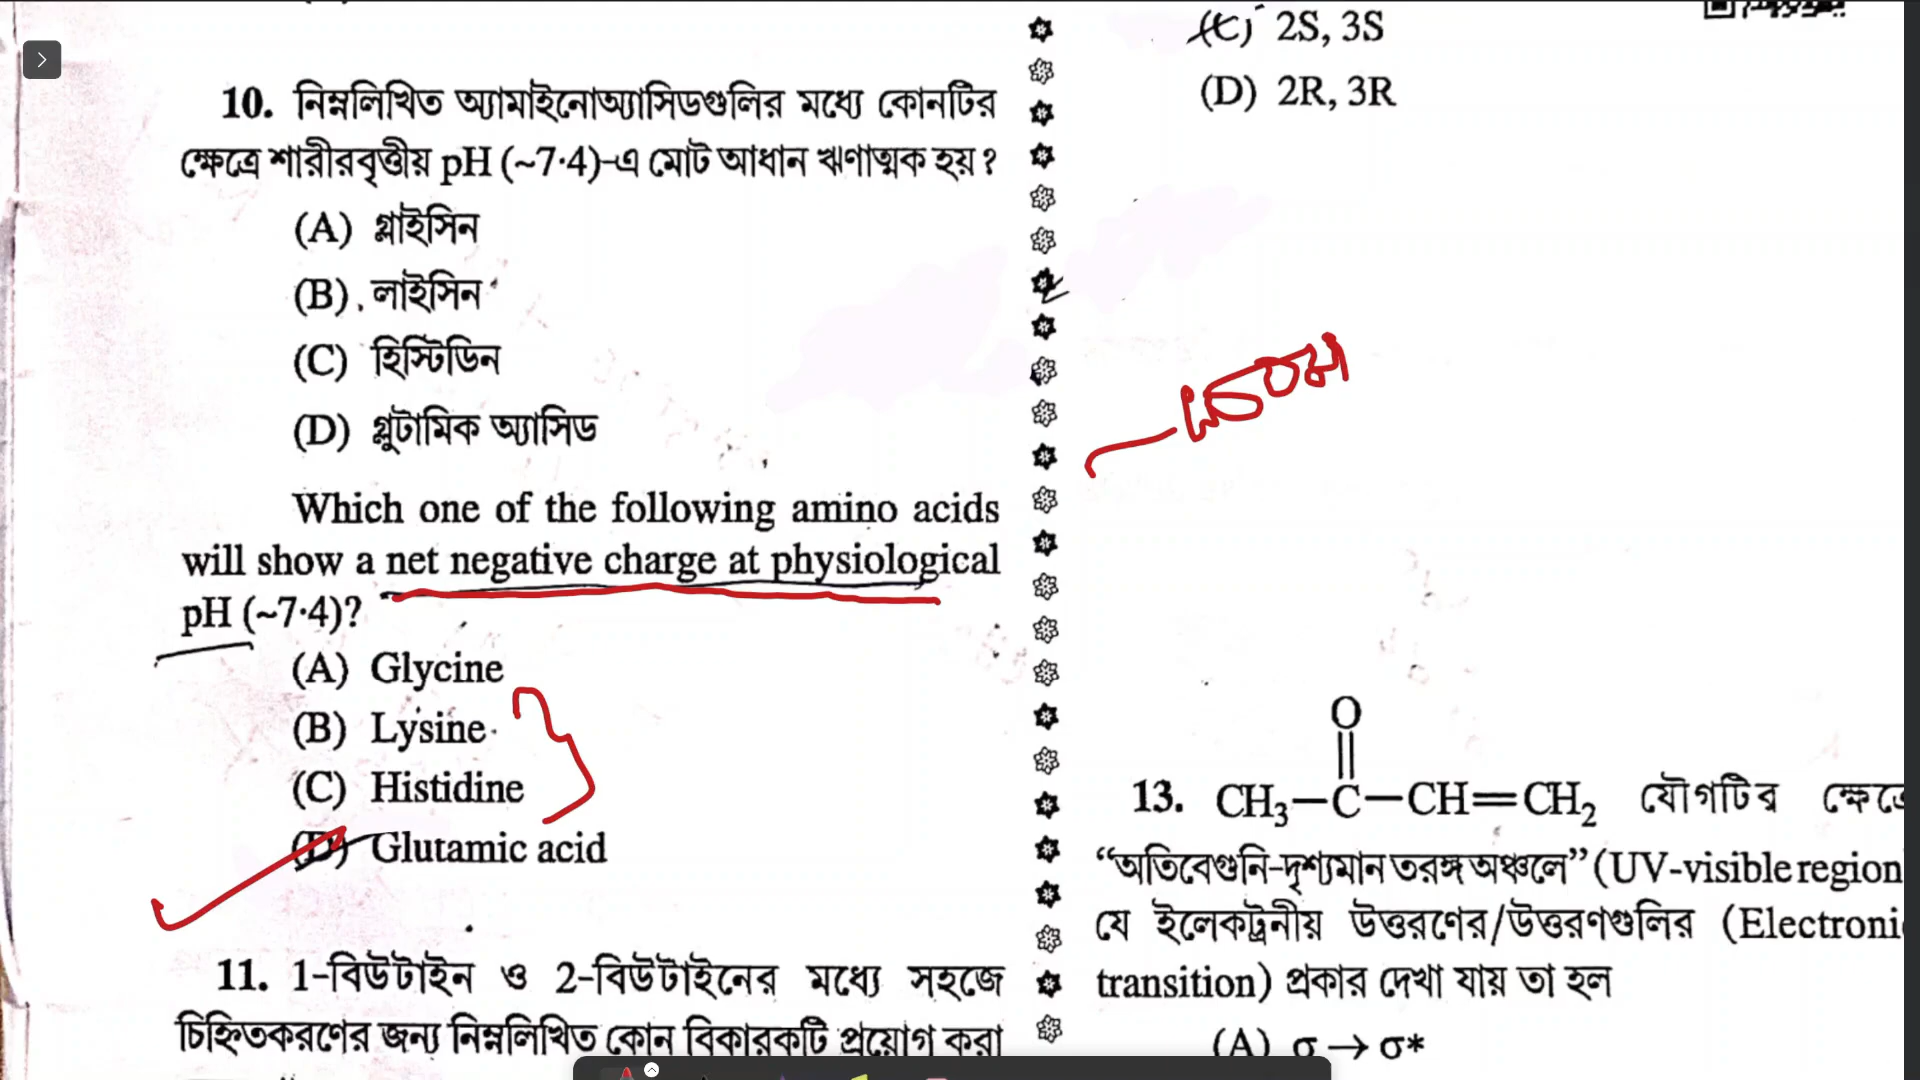 10. নিম্নলিখিত অ্যামাইনোঅ্যাসিডগুলির মধ্যে কোনটির
ক্ষেত্রে শারীরবৃত্তীয় pH (~7·4)-এ মোট আধান ঋণাত্মক হয় ?
(A) গ্লাইসিন
(B) লাইসিন
(C) হিস্টিডিন
(D) গ্লুটামিক অ্যাসিড
Which one of the following amino acids
will show a net negative charge at physiological
pH (~7·4)?
(A) Glycine
(B) Lysine
(C) Histidine
(D) Glutamic acid
11. 1-বিউটাইন ও 2-বিউটাইনের মধ্যে সহজে
চিহ্নিতকরণের জন্য নিম্নলিখিত কোন বিকারকটি প্রয়োগ করা
(C) 2S, 3S
(D) 2R, 3R
O
13. CH₃—C—CH=CH₂ যৌগটির
“অতিবেগুনি-দৃশ্যমান তরঙ্গ অঞ্চলে” (UV-visible region
যে ইলেকট্রনীয় উত্তরণের/উত্তরণগুলির (Electroni
transition) প্রকার দেখা যায় তা হল
(A) σ → σ*